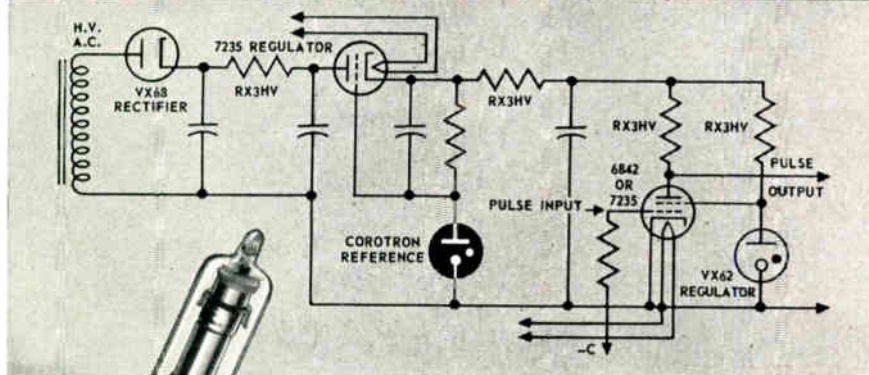 H.V.
A.C.
VX68
RECTIFIER
7235 REGULATOR
RX3HV
RX3HV
RX3HV
RX3HV
6842
OR
7235
PULSE
OUTPUT
PULSE INPUT
COROTRON
REFERENCE
VX62
REGULATOR
-C